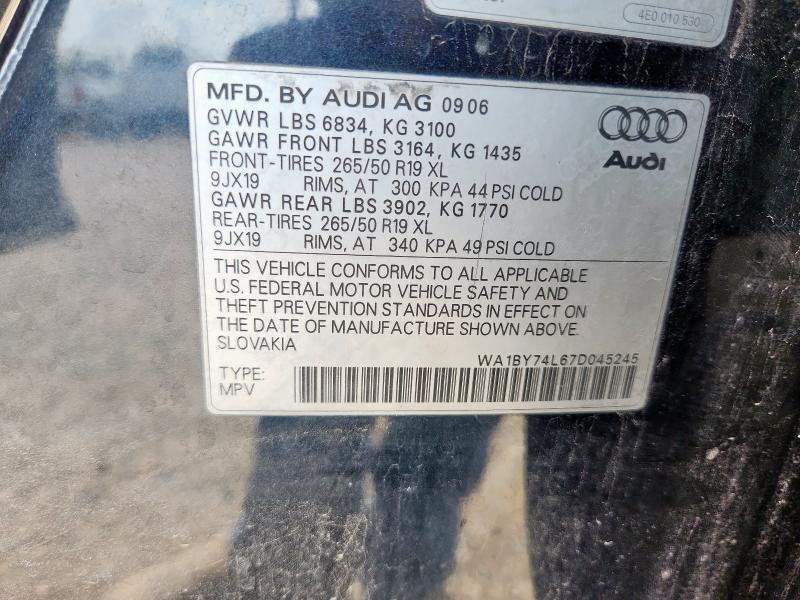 4E0 010 530
MFD. BY AUDI AG 09 06
GVWR LBS 6834, KG 3100
GAWR FRONT LBS 3164, KG 1435
FRONT-TIRES 265/50 R19 XL
9JX19 RIMS, AT 300 KPA 44 PSI COLD
GAWR REAR LBS 3902, KG 1770
REAR-TIRES 265/50 R19 XL
9JX19 RIMS, AT 340 KPA 49 PSI COLD
Audi
THIS VEHICLE CONFORMS TO ALL APPLICABLE
U.S. FEDERAL MOTOR VEHICLE SAFETY AND
THEFT PREVENTION STANDARDS IN EFFECT ON
THE DATE OF MANUFACTURE SHOWN ABOVE.
SLOVAKIA
WA1BY74L67D045245
TYPE:
MPV